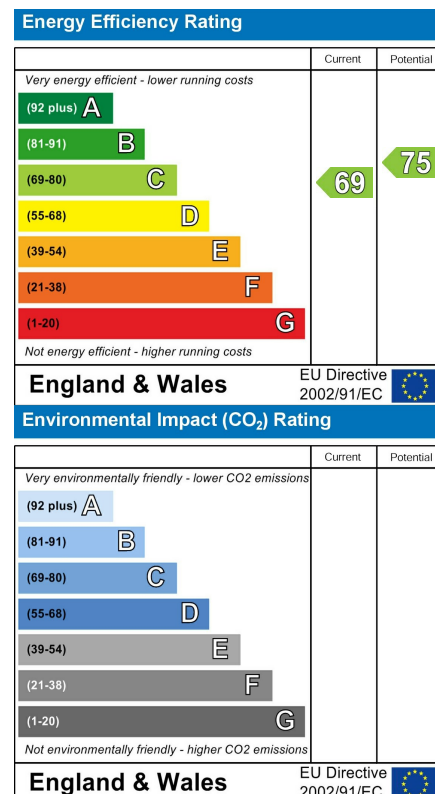 Energy Efficiency Rating
Current Potential
Very energy efficient - lower running costs
(92 plus) A
(81-91) B
(69-80) C
(55-68) D
(39-54) E
(21-38) F
(1-20) G
69
75
Not energy efficient - higher running costs
England & Wales
EU Directive
2002/91/EC
Environmental Impact (CO₂) Rating
Current Potential
Very environmentally friendly - lower CO2 emissions
(92 plus) A
(81-91) B
(69-80) C
(55-68) D
(39-54) E
(21-38) F
(1-20) G
Not environmentally friendly - higher CO2 emissions
England & Wales
EU Directive
2002/91/EC